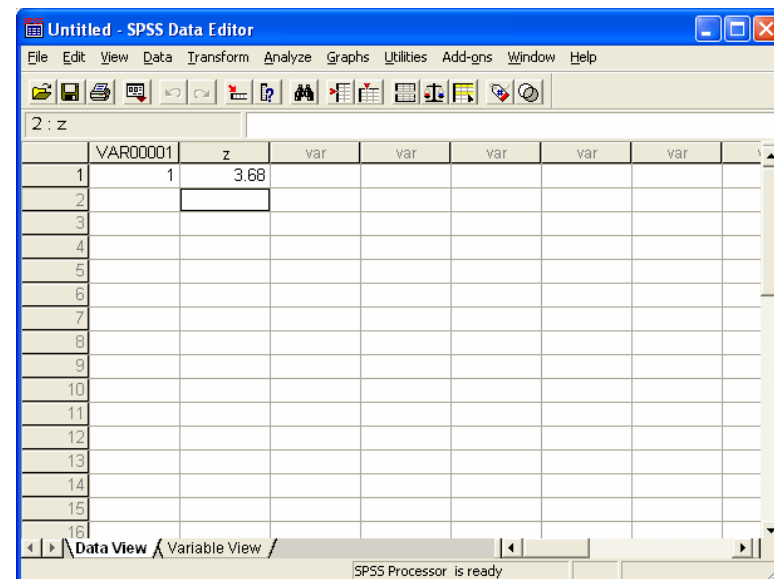 Untitled - SPSS Data Editor
File Edit View Data Transform Analyze Graphs Utilities Add-ons Window Help
2 : z
VAR00001 z var var var var var
1 1 3.68
2
3
4
5
6
7
8
9
10
11
12
13
14
15
16
Data View Variable View
SPSS Processor is ready